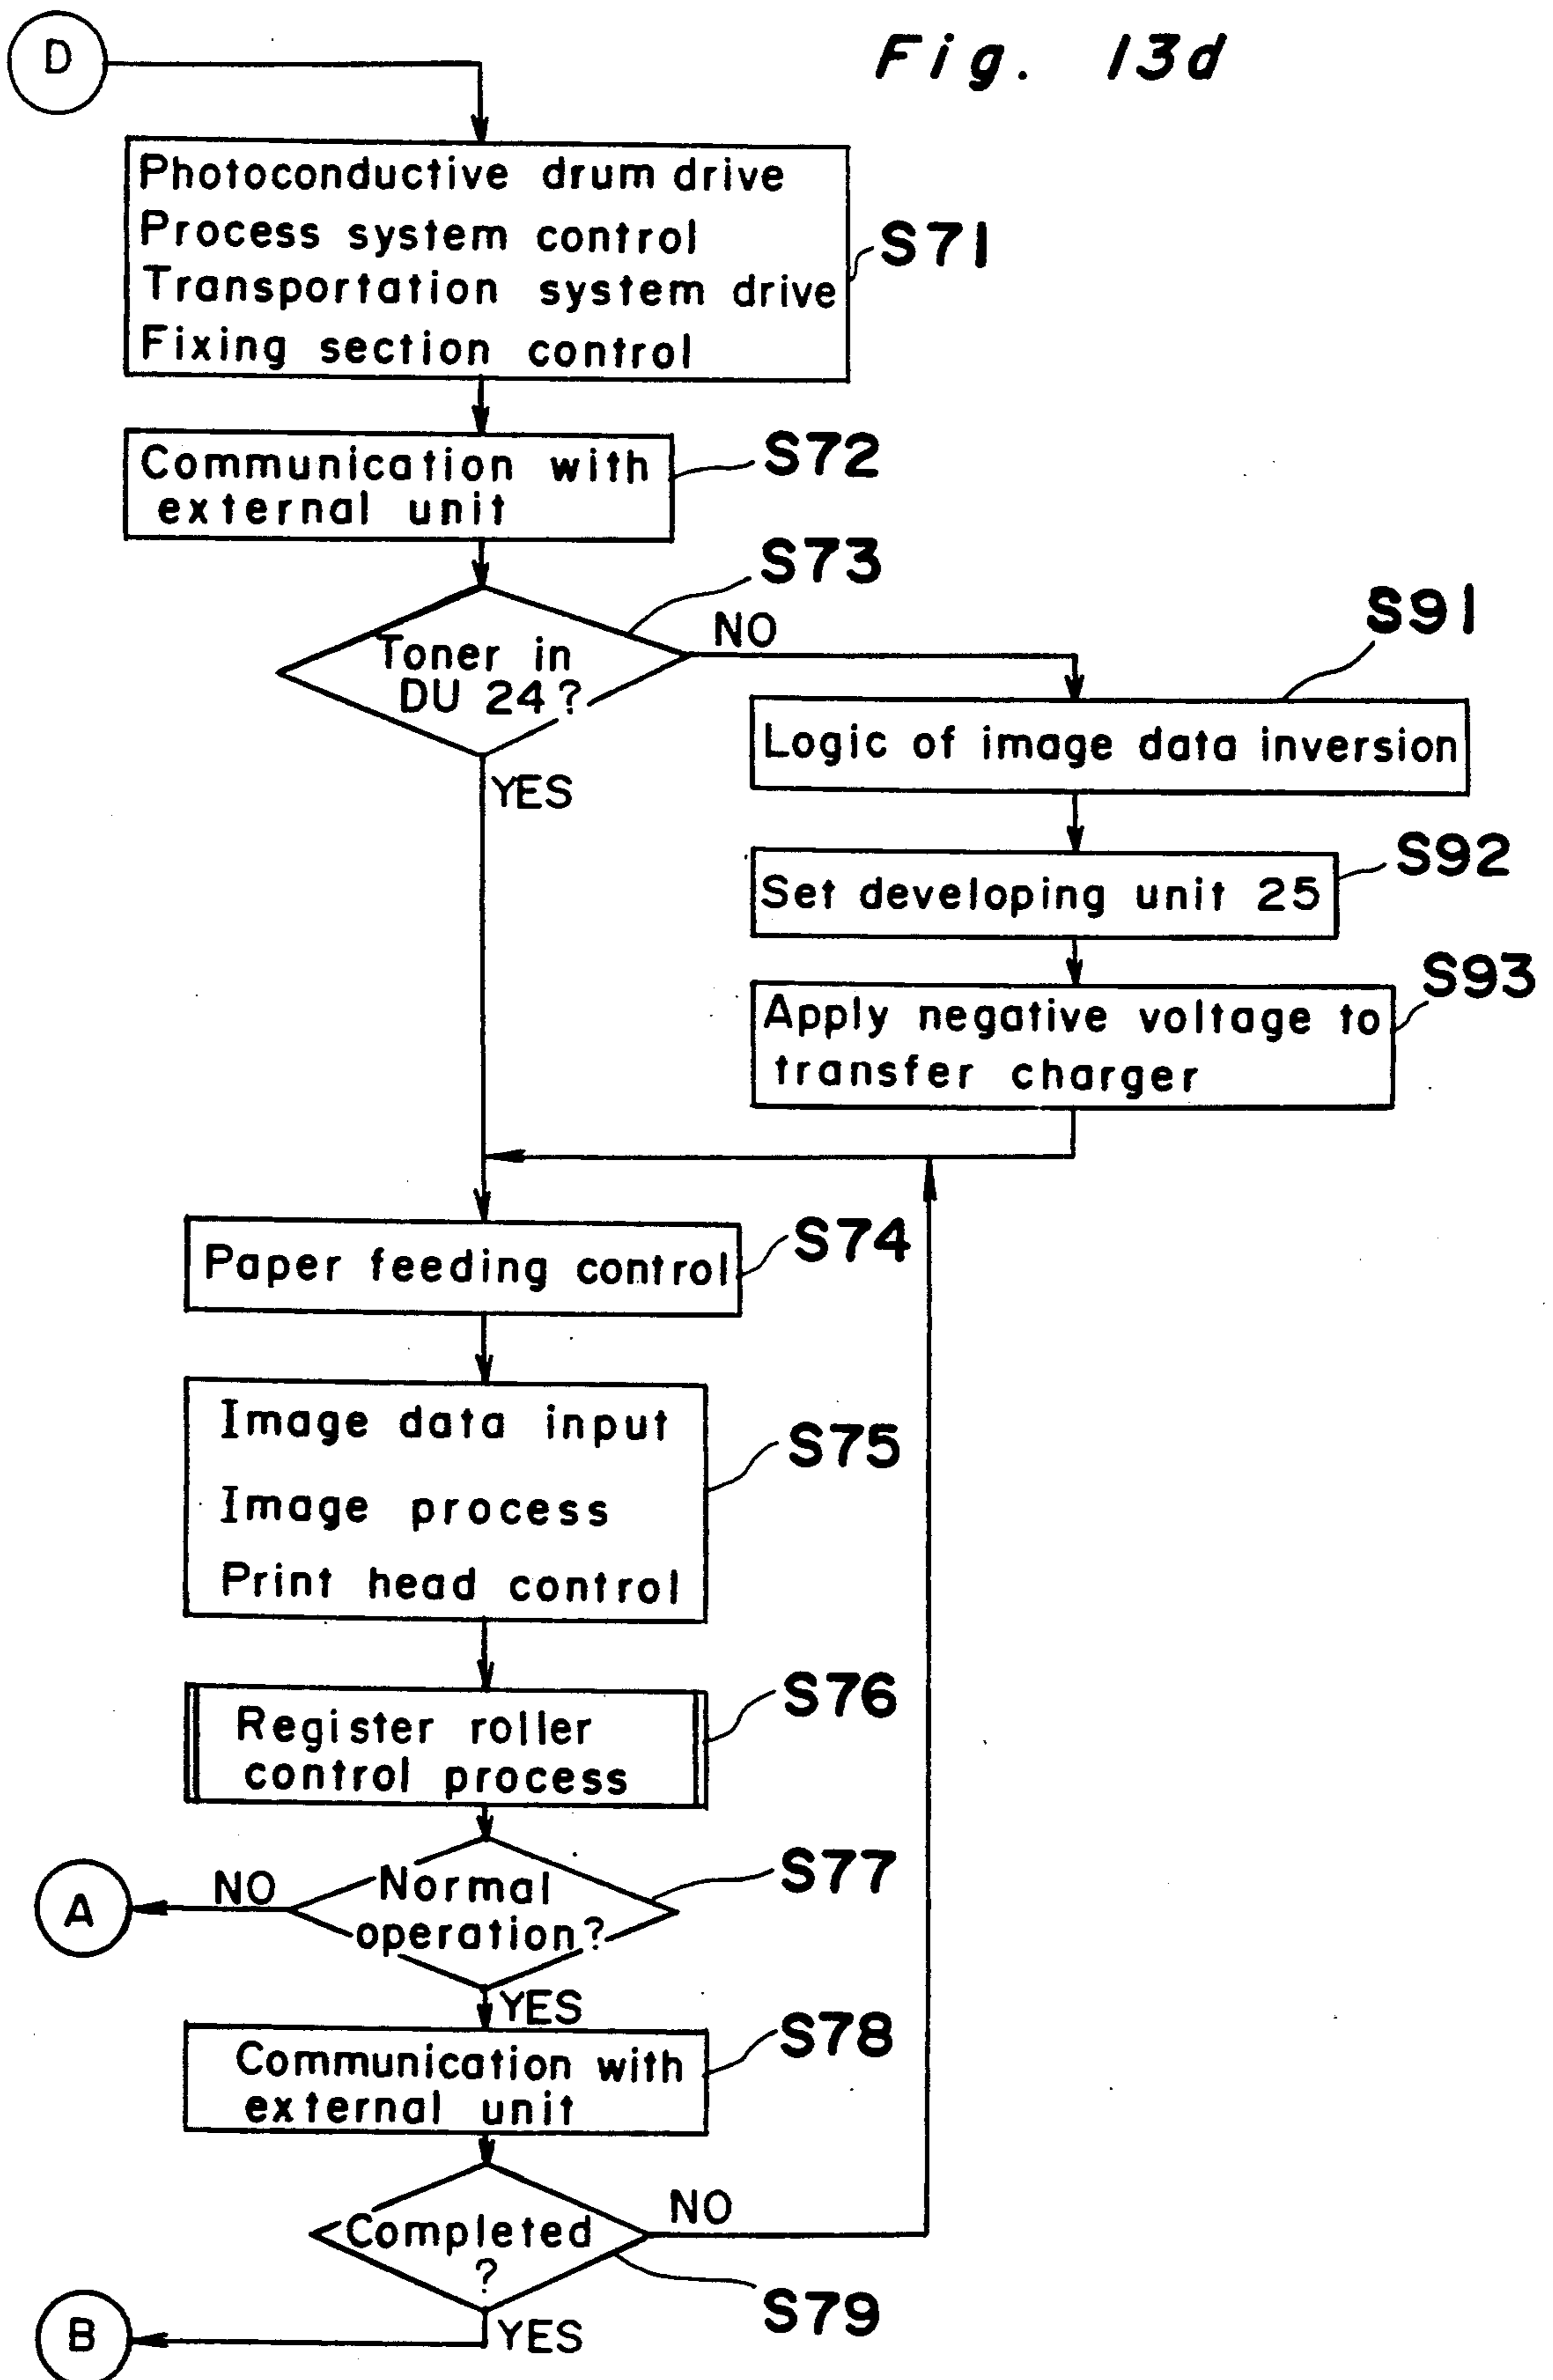 Fig. 13d
D
Photoconductive drum drive
Process system control
Transportation system drive
Fixing section control
S71
Communication with
external unit
S72
S73
Toner in
DU 24?
NO
YES
S91
Logic of image data inversion
S92
Set developing unit 25
S93
Apply negative voltage to
transfer charger
Paper feeding control
S74
Image data input
Image process
Print head control
S75
Register roller
control process
S76
Normal
operation?
S77
NO
A
YES
Communication with
external unit
S78
Completed
?
NO
S79
YES
B